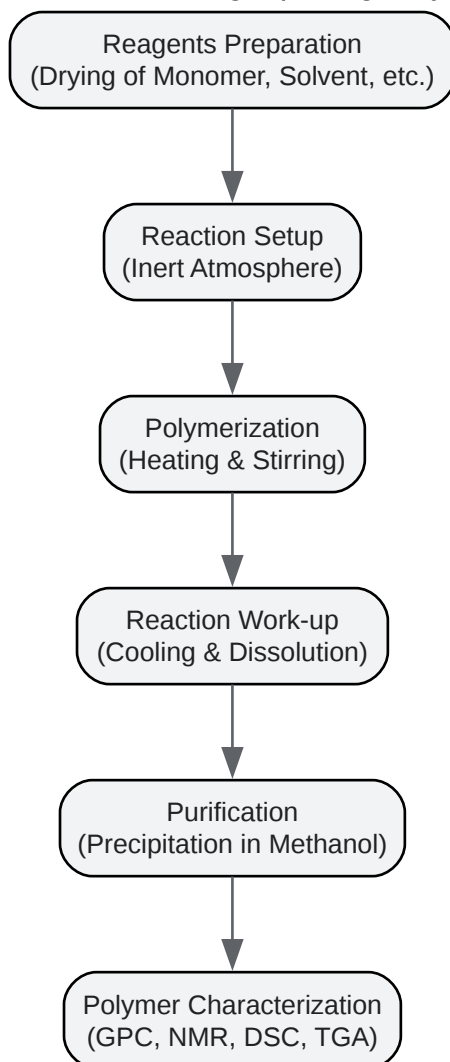 Reagents Preparation
(Drying of Monomer, Solvent, etc.)
Reaction Setup
(Inert Atmosphere)
Polymerization
(Heating & Stirring)
Reaction Work-up
(Cooling & Dissolution)
Purification
(Precipitation in Methanol)
Polymer Characterization
(GPC, NMR, DSC, TGA)